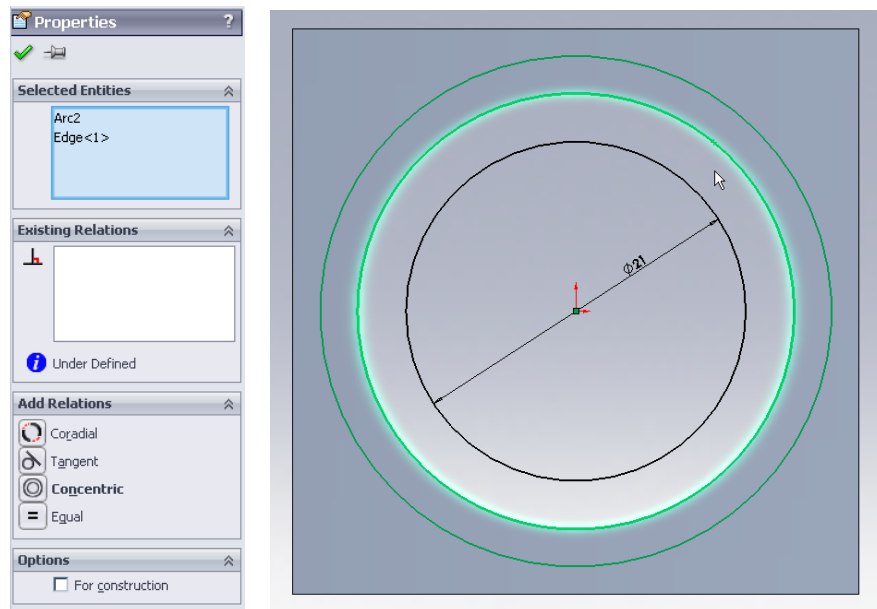 Properties ?
Selected Entities
Arc2
Edge<1>
Existing Relations
Under Defined
Add Relations
Coradial
Tangent
Concentric
Equal
Options
For construction
Φ21